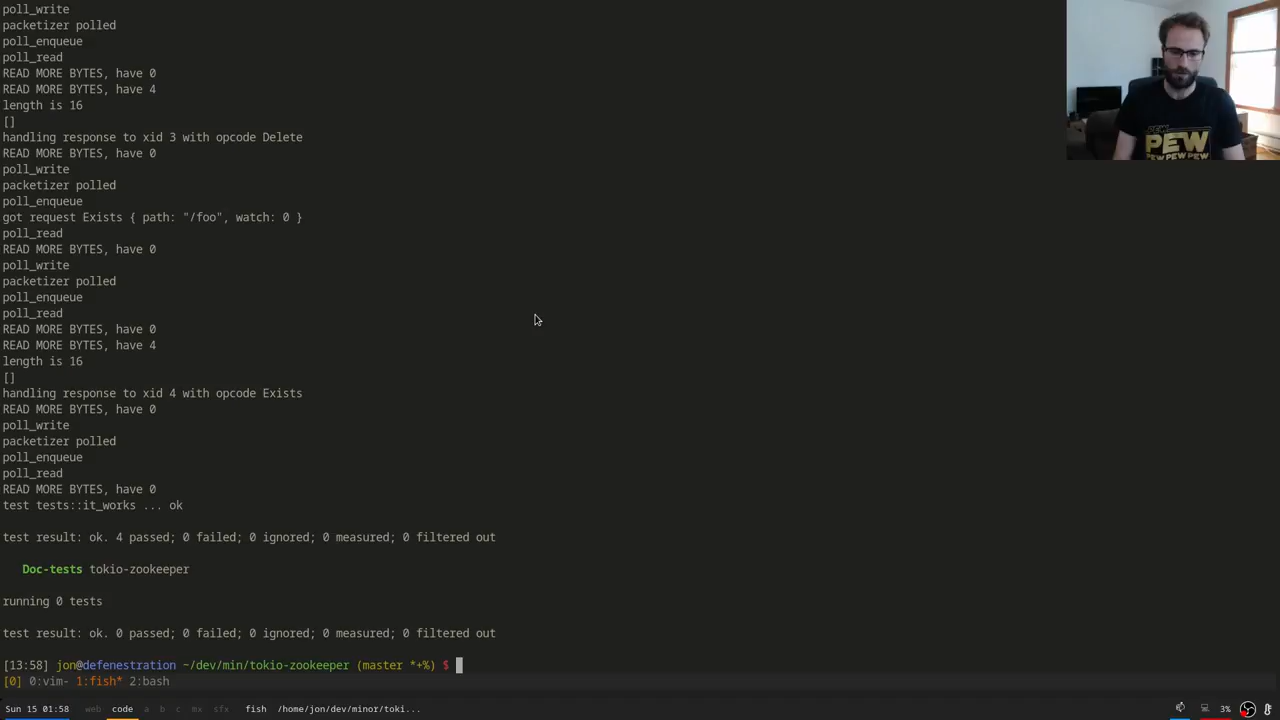 poll_write
packetizer polled
poll_enqueue
poll_read
READ MORE BYTES, have 0
READ MORE BYTES, have 4
length is 16
[]
handling response to xid 3 with opcode Delete
READ MORE BYTES, have 0
poll_write
packetizer polled
poll_enqueue
got request Exists { path: "/foo", watch: 0 }
poll_read
READ MORE BYTES, have 0
poll_write
packetizer polled
poll_enqueue
poll_read
READ MORE BYTES, have 0
READ MORE BYTES, have 4
length is 16
[]
handling response to xid 4 with opcode Exists
READ MORE BYTES, have 0
poll_write
packetizer polled
poll_enqueue
poll_read
READ MORE BYTES, have 0
test tests::it_works ... ok
test result: ok. 4 passed; 0 failed; 0 ignored; 0 measured; 0 filtered out
Doc-tests tokio-zookeeper
running 0 tests
test result: ok. 0 passed; 0 failed; 0 ignored; 0 measured; 0 filtered out
[13:58] jon@defenestration ~/dev/min/tokio-zookeeper (master *+%) $
[0] 0:vim- 1:fish* 2:bash
Sun 15 01:58 web code a b c mx sfx fish /home/jon/dev/minor/toki... 3%
PEW
PEW
PEW PEW PEW